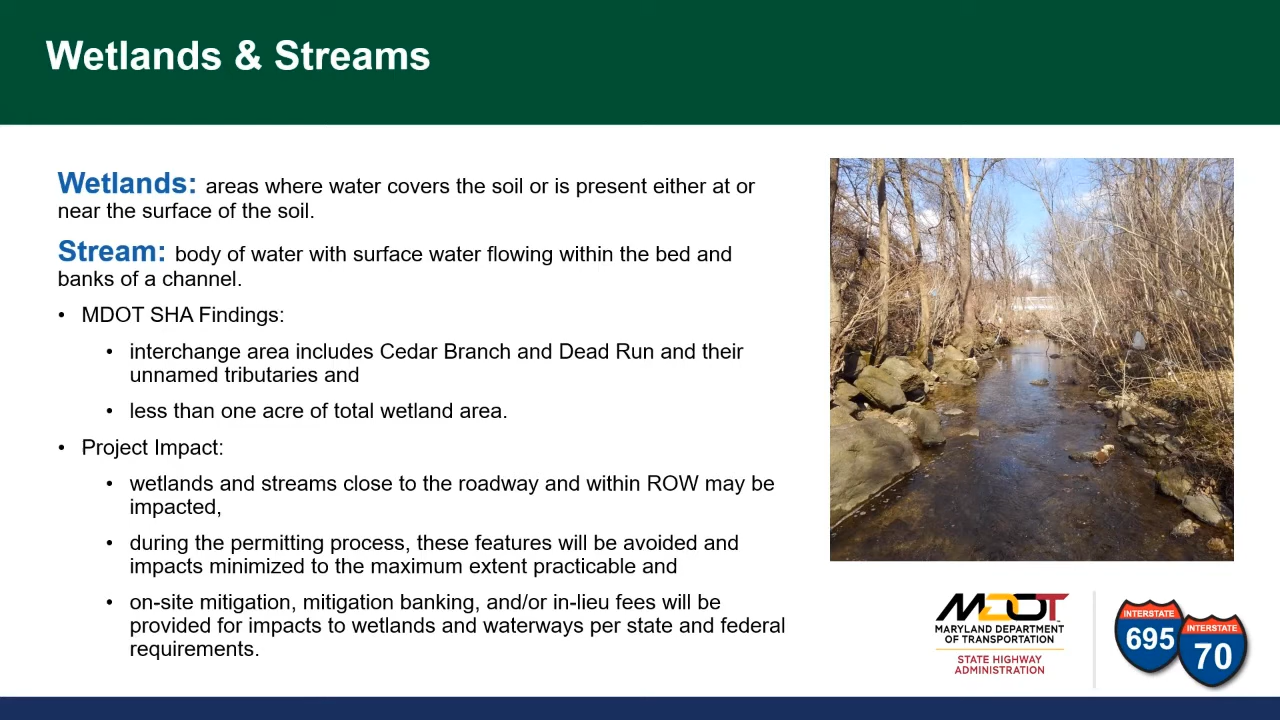 Wetlands & Streams
Wetlands: areas where water covers the soil or is present either at or
near the surface of the soil.
Stream: body of water with surface water flowing within the bed and
banks of a channel.
• MDOT SHA Findings:
• interchange area includes Cedar Branch and Dead Run and their
unnamed tributaries and
• less than one acre of total wetland area.
• Project Impact:
• wetlands and streams close to the roadway and within ROW may be
impacted,
• during the permitting process, these features will be avoided and
impacts minimized to the maximum extent practicable and
• on-site mitigation, mitigation banking, and/or in-lieu fees will be
provided for impacts to wetlands and waterways per state and federal
requirements.
MDOT
MARYLAND DEPARTMENT
OF TRANSPORTATION
STATE HIGHWAY
ADMINISTRATION
INTERSTATE
695
INTERSTATE
70